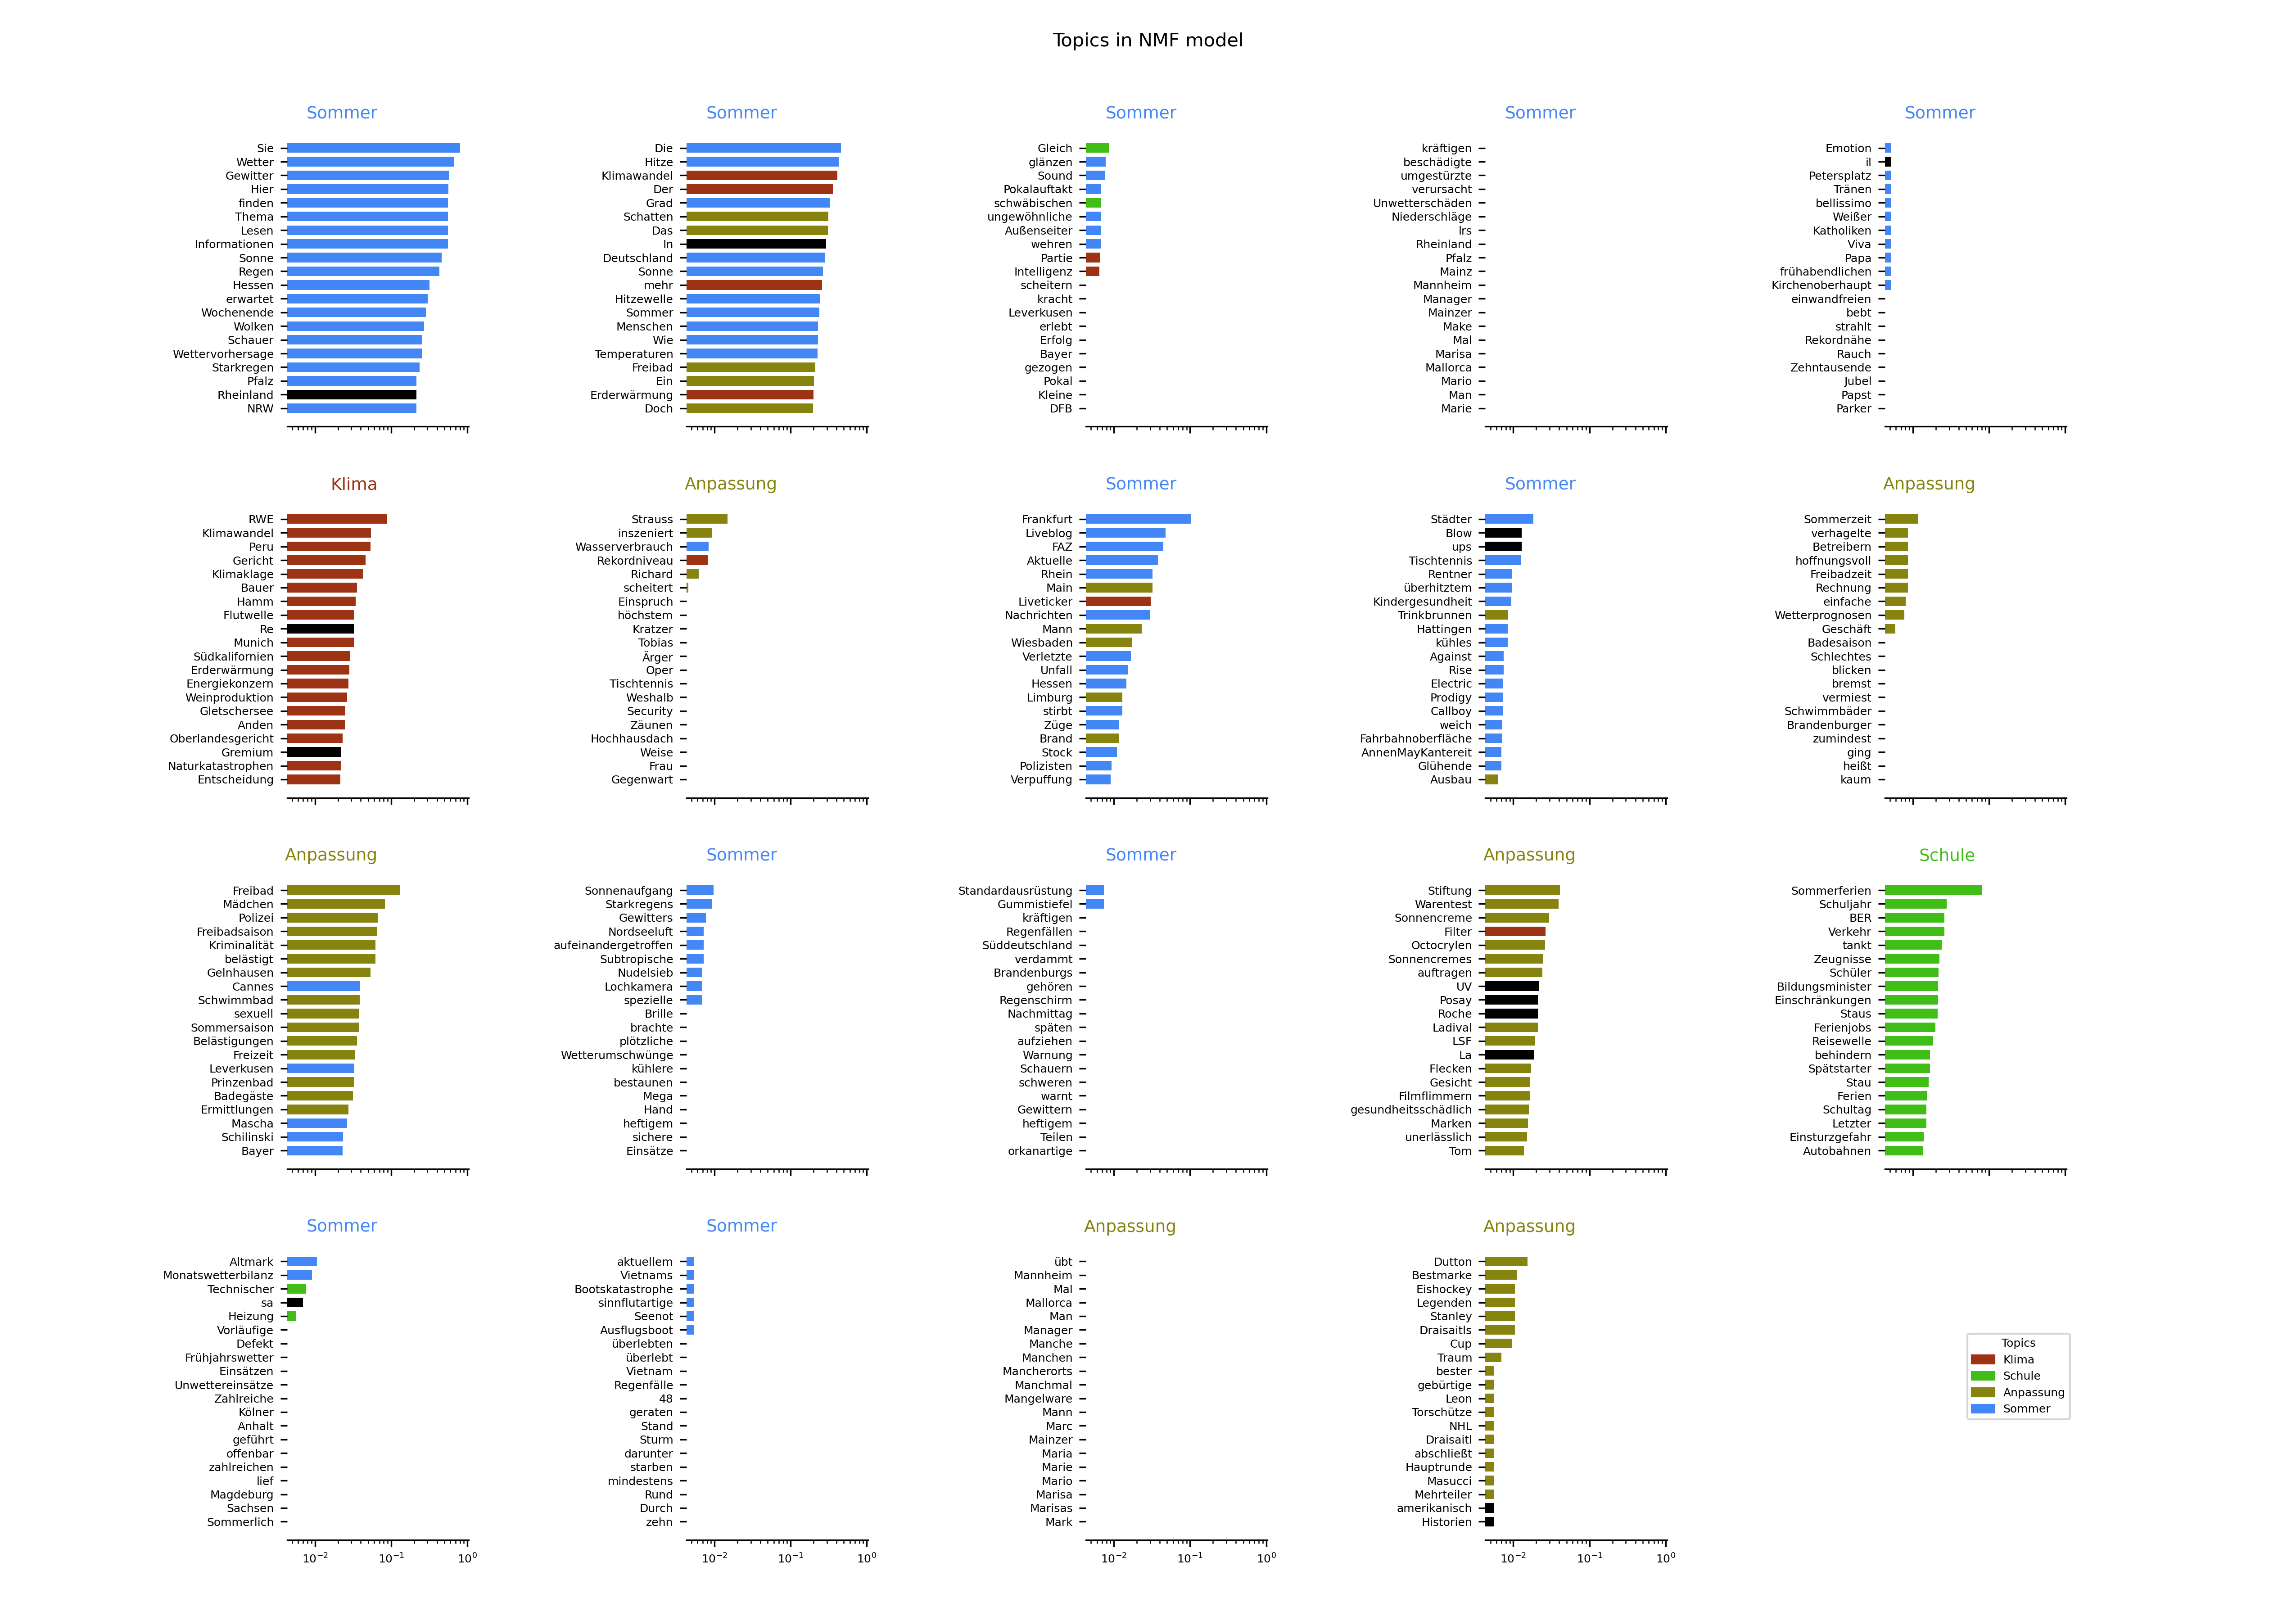 Topics in NMF model
Sommer
Sie
Wetter
Gewitter
Hier
finden
Thema
Lesen
Informationen
Sonne
Regen
Hessen
erwartet
Wochenende
Wolken
Schauer
Wettervorhersage
Starkregen
Pfalz
Rheinland
NRW
Sommer
Die
Hitze
Klimawandel
Der
Grad
Schatten
Das
In
Deutschland
Sonne
mehr
Hitzewelle
Sommer
Menschen
Wie
Temperaturen
Freibad
Ein
Erderwärmung
Doch
Sommer
Gleich
glänzen
Sound
Pokalauftakt
schwäbischen
ungewöhnliche
Außenseiter
wehren
Partie
Intelligenz
scheitern
kracht
Leverkusen
erlebt
Erfolg
Bayer
gezogen
Pokal
Kleine
DFB
Sommer
kräftigen
beschädigte
umgestürzte
verursacht
Unwetterschäden
Niederschläge
Irs
Rheinland
Pfalz
Mainz
Mannheim
Manager
Mainzer
Make
Mal
Marisa
Mallorca
Mario
Man
Marie
Sommer
Emotion
il
Petersplatz
Tränen
bellissimo
Weißer
Katholiken
Viva
Papa
frühabendlichen
Kirchenoberhaupt
einwandfreien
bebt
strahlt
Rekordnähe
Rauch
Zehntausende
Jubel
Papst
Parker
Klima
RWE
Klimawandel
Peru
Gericht
Klimaklage
Bauer
Hamm
Flutwelle
Re
Munich
Südkalifornien
Erderwärmung
Energiekonzern
Weinproduktion
Gletschersee
Anden
Oberlandesgericht
Gremium
Naturkatastrophen
Entscheidung
Anpassung
Strauss
inszeniert
Wasserverbrauch
Rekordniveau
Richard
scheitert
Einspruch
höchstem
Kratzer
Tobias
Ärger
Oper
Tischtennis
Weshalb
Security
Zäunen
Hochhausdach
Weise
Frau
Gegenwart
Sommer
Frankfurt
Liveblog
FAZ
Aktuelle
Rhein
Main
Liveticker
Nachrichten
Mann
Wiesbaden
Verletzte
Unfall
Hessen
Limburg
stirbt
Züge
Brand
Stock
Polizisten
Verpuffung
Sommer
Städter
Blow
ups
Tischtennis
Rentner
überhitztem
Kindergesundheit
Trinkbrunnen
Hattingen
kühles
Against
Rise
Electric
Prodigy
Callboy
weich
Fahrbahnoberfläche
AnnenMayKantereit
Glühende
Ausbau
Anpassung
Sommerzeit
verhagelte
Betreibern
hoffnungsvoll
Freibadzeit
Rechnung
einfache
Wetterprognosen
Geschäft
Badesaison
Schlechtes
blicken
bremst
vermiest
Schwimmbäder
Brandenburger
zumindest
ging
heißt
kaum
Anpassung
Freibad
Mädchen
Polizei
Freibadsaison
Kriminalität
belästigt
Gelnhausen
Cannes
Schwimmbad
sexuell
Sommersaison
Belästigungen
Freizeit
Leverkusen
Prinzenbad
Badegäste
Ermittlungen
Mascha
Schilinski
Bayer
Sommer
Sonnenaufgang
Starkregens
Gewitters
Nordseeluft
aufeinandergetroffen
Subtropische
Nudelsieb
Lochkamera
spezielle
Brille
brachte
plötzliche
Wetterumschwünge
kühlere
bestaunen
Mega
Hand
heftigem
sichere
Einsätze
Sommer
Standardausrüstung
Gummistiefel
kräftigen
Regenfällen
Süddeutschland
verdammt
Brandenburgs
gehören
Regenschirm
Nachmittag
späten
aufziehen
Warnung
Schauern
schweren
warnt
Gewittern
heftigem
Teilen
orkanartige
Anpassung
Stiftung
Warentest
Sonnencreme
Filter
Octocrylen
Sonnencremes
auftragen
UV
Posay
Roche
Ladival
LSF
La
Flecken
Gesicht
Filmflimmern
gesundheitsschädlich
Marken
unerlässlich
Tom
Schule
Sommerferien
Schuljahr
BER
Verkehr
tankt
Zeugnisse
Schüler
Bildungsminister
Einschränkungen
Staus
Ferienjobs
Reisewelle
behindern
Spätstarter
Stau
Ferien
Schultag
Letzter
Einsturzgefahr
Autobahnen
Sommer
Altmark
Monatswetterbilanz
Technischer
sa
Heizung
Vorläufige
Defekt
Frühjahrswetter
Einsätzen
Unwettereinsätze
Zahlreiche
Kölner
Anhalt
geführt
offenbar
zahlreichen
lief
Magdeburg
Sachsen
Sommerlich
10⁻² 10⁻¹ 10⁰
Sommer
aktuellem
Vietnams
Bootskatastrophe
sinnflutartige
Seenot
Ausflugsboot
überlebten
überlebt
Vietnam
Regenfälle
48
geraten
Stand
Sturm
darunter
starben
mindestens
Rund
Durch
zehn
10⁻² 10⁻¹ 10⁰
Anpassung
übt
Mannheim
Mal
Mallorca
Man
Manager
Manche
Manchen
Mancherorts
Manchmal
Mangelware
Mann
Marc
Mainzer
Maria
Marie
Mario
Marisa
Marisas
Mark
10⁻² 10⁻¹ 10⁰
Anpassung
Dutton
Bestmarke
Eishockey
Legenden
Stanley
Draisaitls
Cup
Traum
bester
gebürtige
Leon
Torschütze
NHL
Draisaitl
abschließt
Hauptrunde
Masucci
Mehrteiler
amerikanisch
Historien
10⁻² 10⁻¹ 10⁰
Topics
Klima
Schule
Anpassung
Sommer